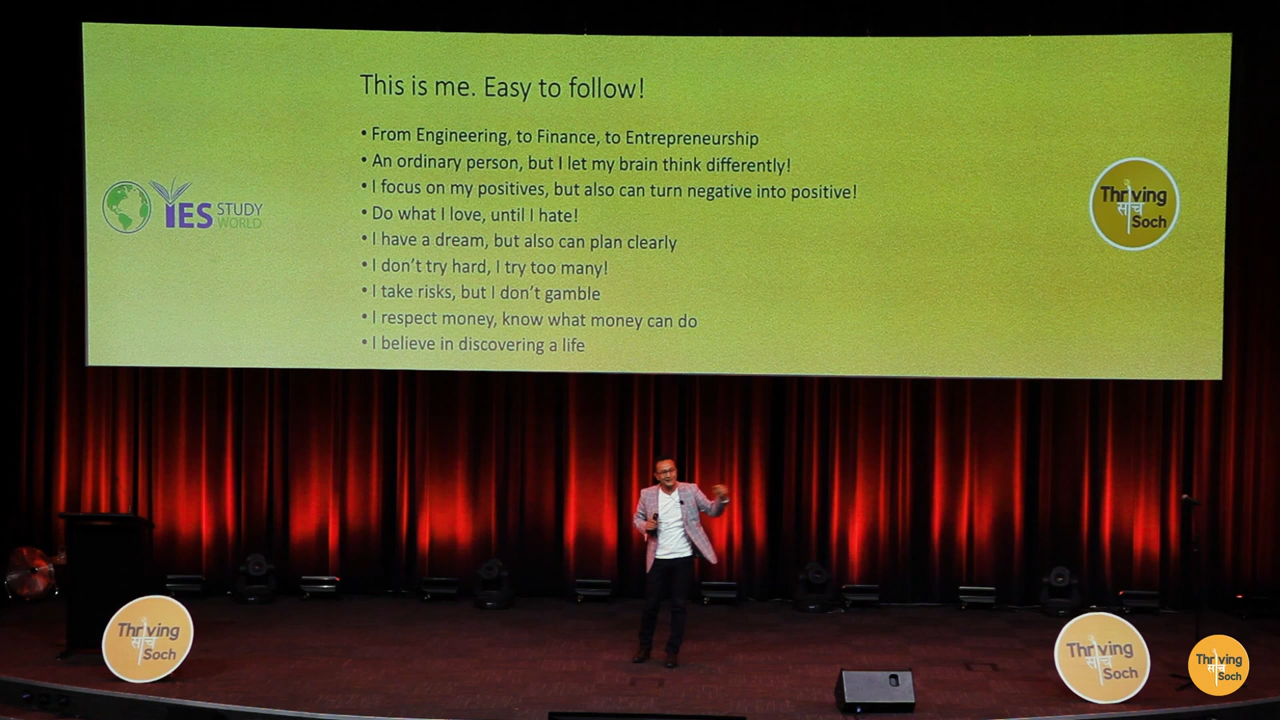 This is me. Easy to follow!
• From Engineering, to Finance, to Entrepreneurship
• An ordinary person, but I let my brain think differently!
• I focus on my positives, but also can turn negative into positive!
• Do what I love, until I hate!
• I have a dream, but also can plan clearly
• I don't try hard, I try too many!
• I take risks, but I don't gamble
• I respect money, know what money can do
• I believe in discovering a life
YES STUDY
WORLD
Thriving
सोच
Soch
Thriving
सोच
Soch
Thriving
सोच
Soch
Thriving
सोच
Soch